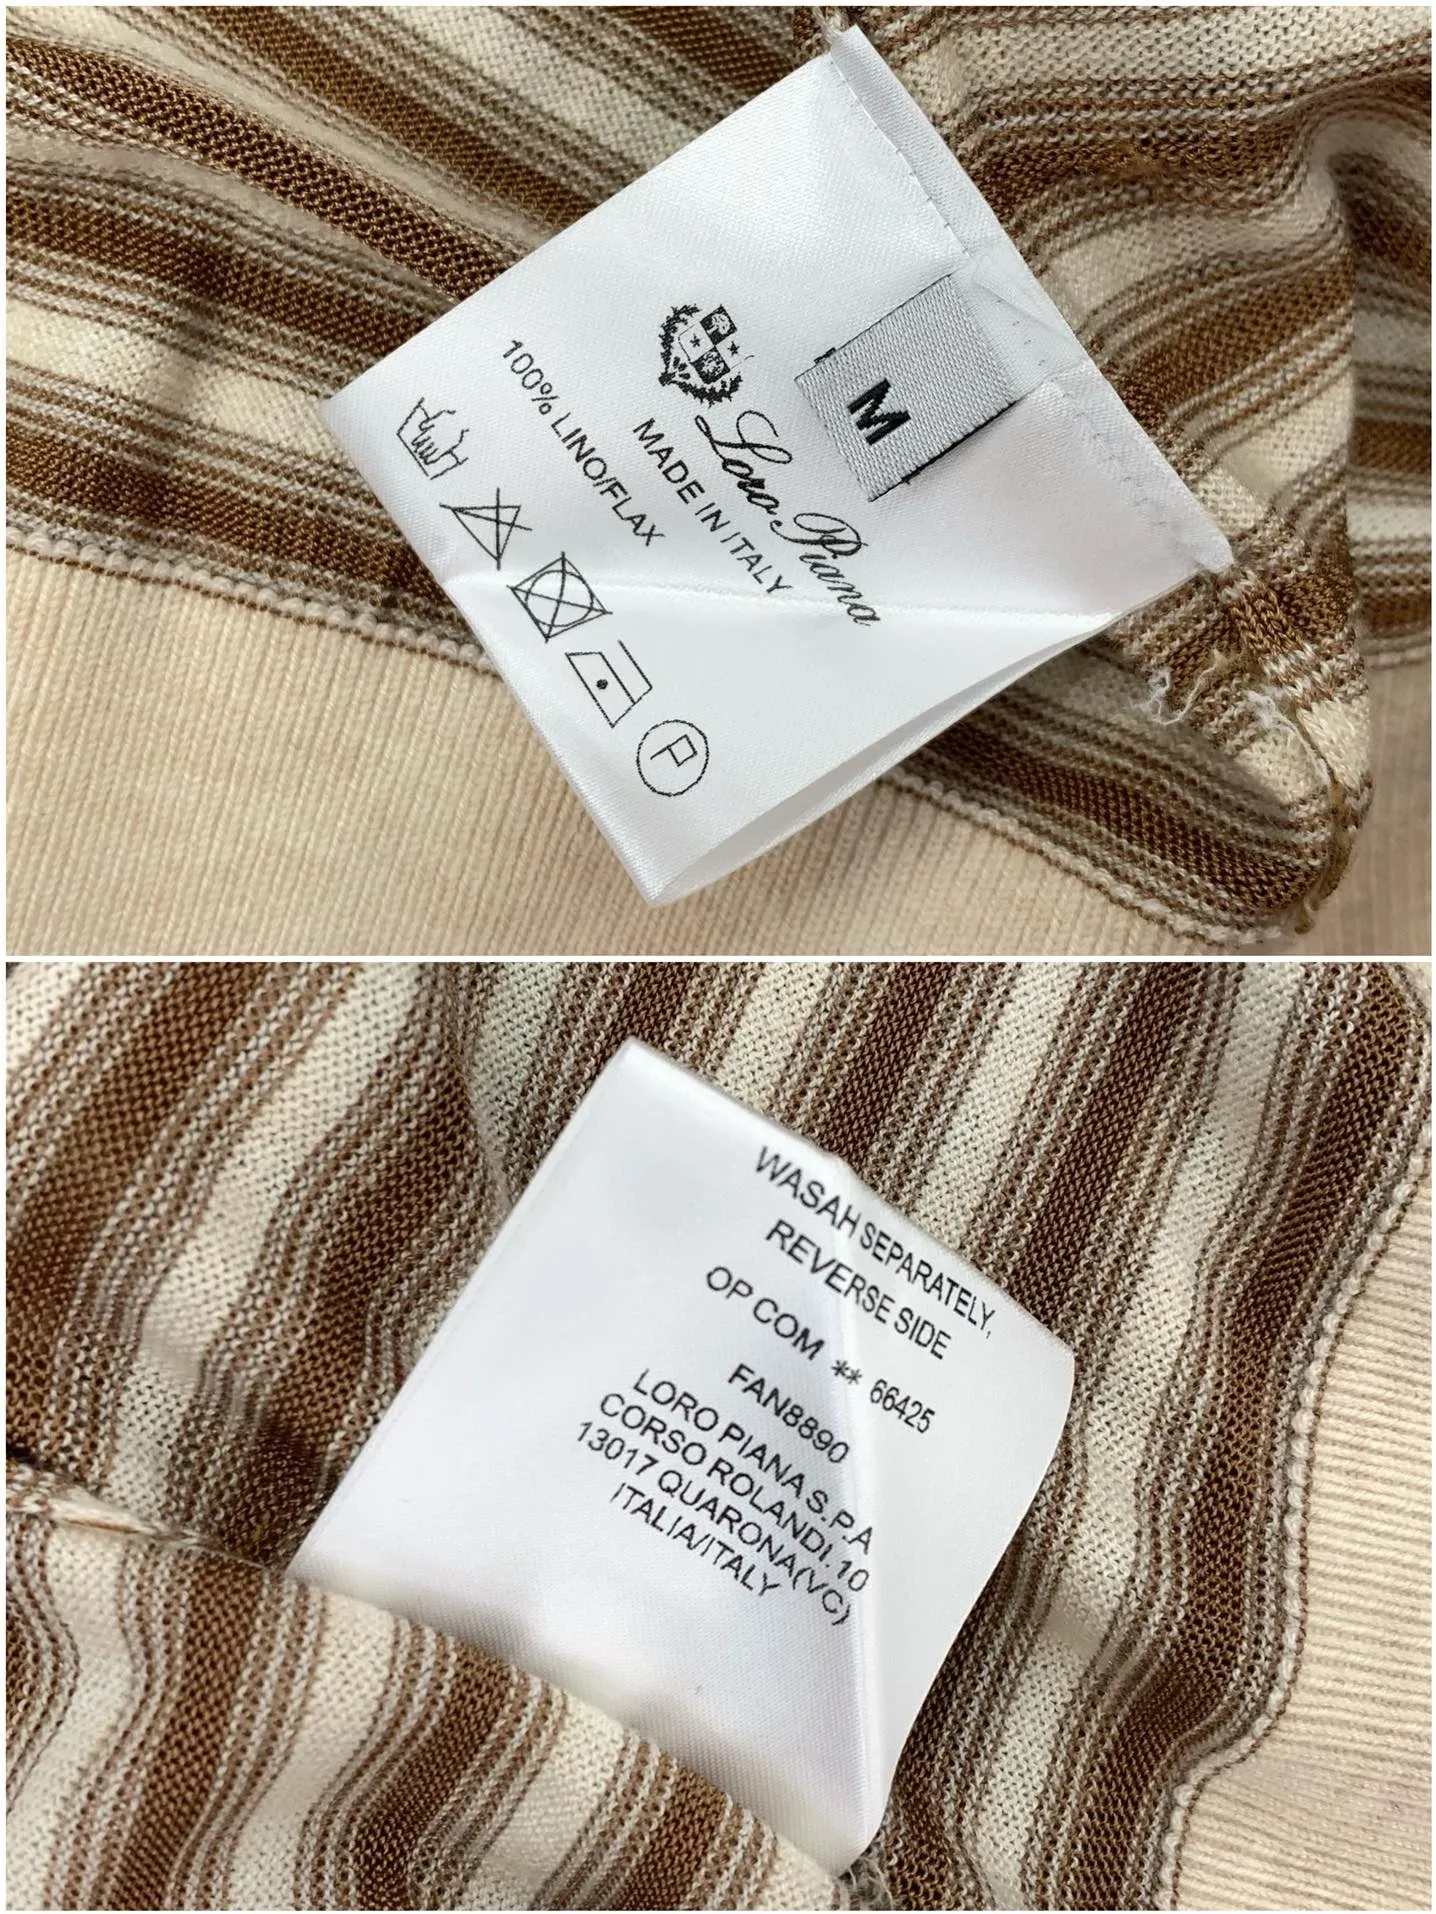 M
Loro Piana
MADE IN ITALY
100% LINO/FLAX
P
WASAH SEPARATELY,
REVERSE SIDE
OP COM ** 66425
FAN8890
LORO PIANA S.P.A
CORSO ROLANDI.10
13017 QUARONA(VC)
ITALIA/ITALY